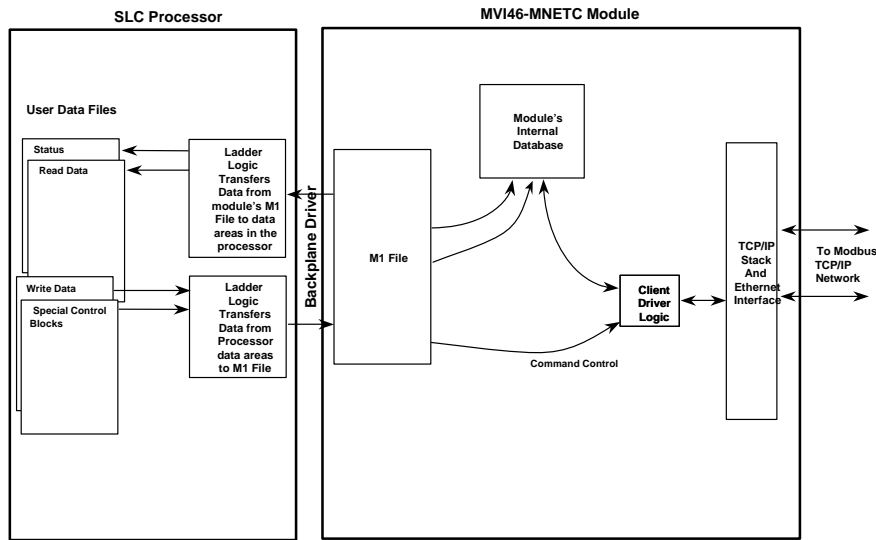 SLC Processor
MVI46-MNETC Module
User Data Files
Status
Read Data
Write Data
Special Control
Blocks
Ladder
Logic
Transfers
Data from
module's M1
File to data
areas in the
processor
Ladder
Logic
Transfers
Data from
Processor
data areas
to M1 File
Backplane Driver
M1 File
Module's
Internal
Database
Client
Driver
Logic
Command Control
TCP/IP
Stack
And
Ethernet
Interface
To Modbus
TCP/IP
Network